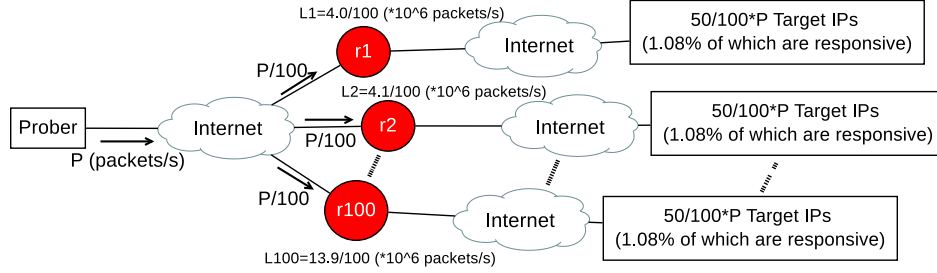 L1=4.0/100 (*10^6 packets/s)
r1
Internet
50/100*P Target IPs
(1.08% of which are responsive)
P/100
L2=4.1/100 (*10^6 packets/s)
Prober
P (packets/s)
Internet
P/100
r2
Internet
50/100*P Target IPs
(1.08% of which are responsive)
P/100
r100
Internet
50/100*P Target IPs
(1.08% of which are responsive)
L100=13.9/100 (*10^6 packets/s)